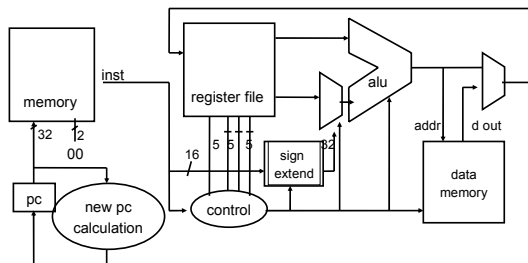 inst
memory
32
2
00
pc
new pc
calculation
register file
5
5
5
16
sign
extend
32
control
alu
addr
d out
data
memory